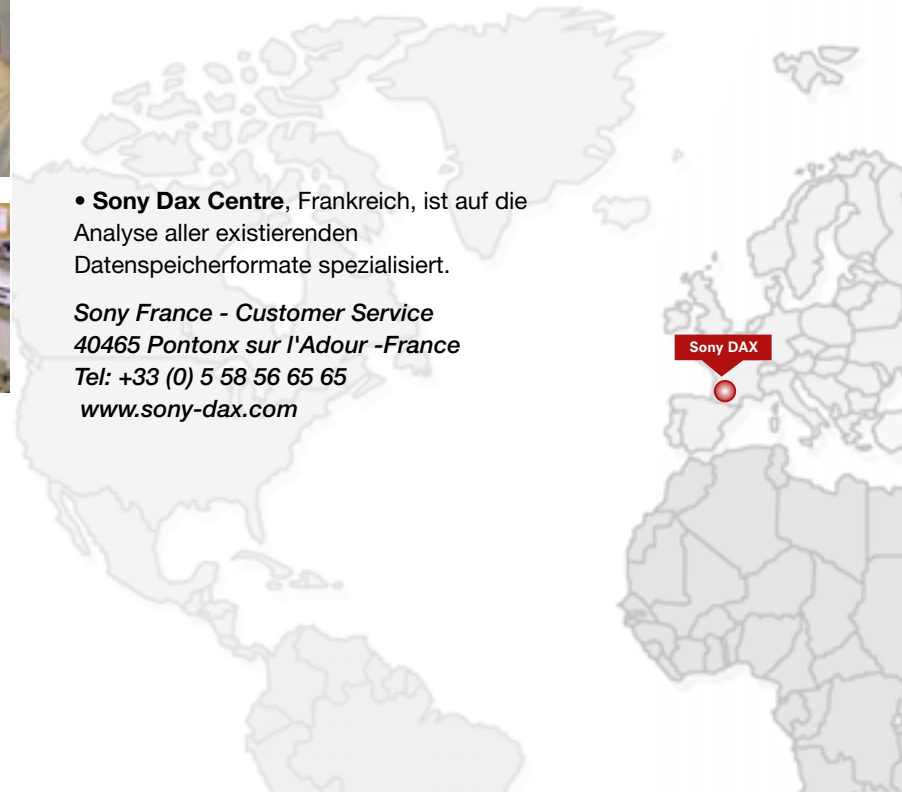 • Sony Dax Centre, Frankreich, ist auf die
Analyse aller existierenden
Datenspeicherformate spezialisiert.
Sony France - Customer Service
40465 Pontonx sur l'Adour -France
Tel: +33 (0) 5 58 56 65 65
www.sony-dax.com
Sony DAX